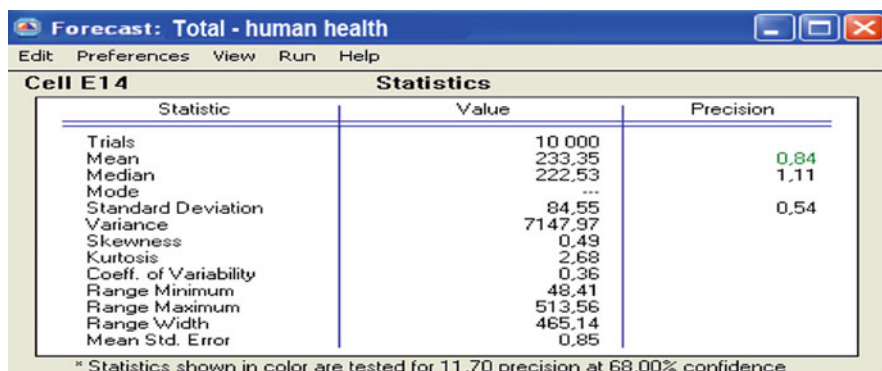 Forecast: Total - human health
Edit Preferences View Run Help
Cell E14 Statistics
Statistic Value Precision
Trials 10 000
Mean 233,35 0,84
Median 222,53 1,11
Mode ---
Standard Deviation 84,55 0,54
Variance 7147,97
Skewness 0,49
Kurtosis 2,68
Coeff. of Variability 0,36
Range Minimum 48,41
Range Maximum 513,56
Range Width 465,14
Mean Std. Error 0,85
* Statistics shown in color are tested for 11,70 precision at 68,00% confidence